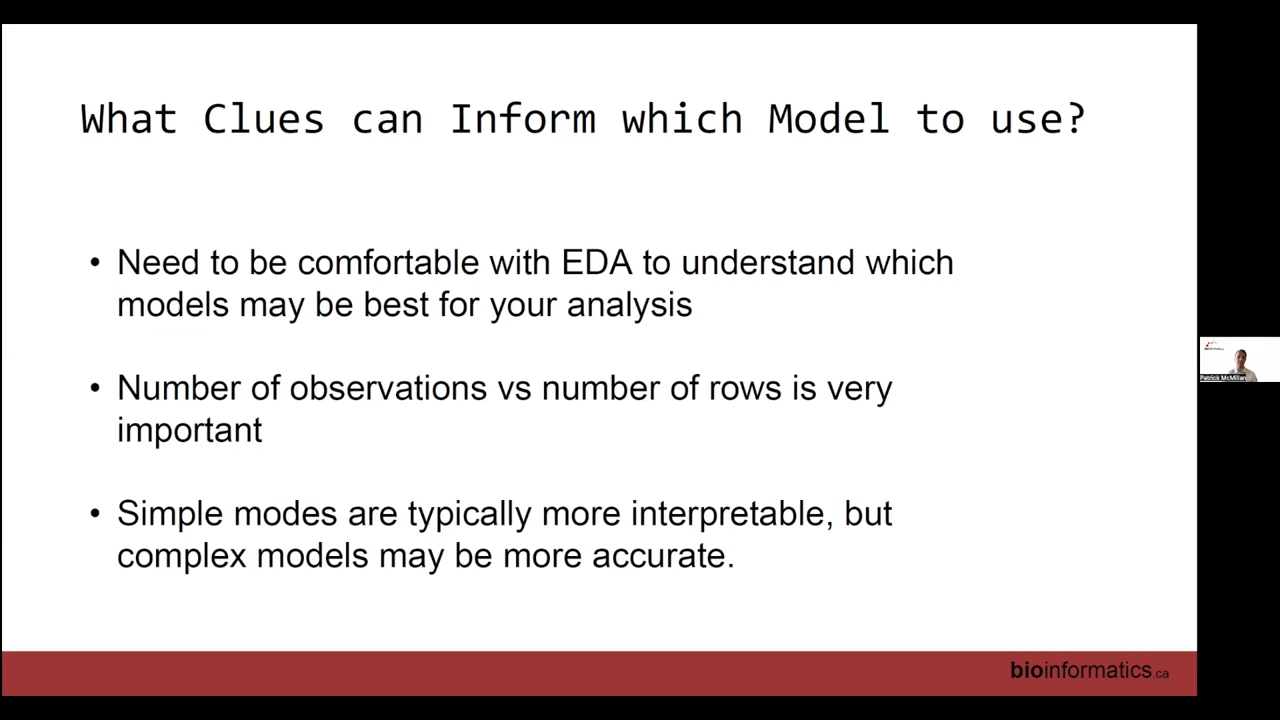 What Clues can Inform which Model to use?
• Need to be comfortable with EDA to understand which
models may be best for your analysis
• Number of observations vs number of rows is very
important
• Simple modes are typically more interpretable, but
complex models may be more accurate.
Patrick McMillan
bioinformatics.ca